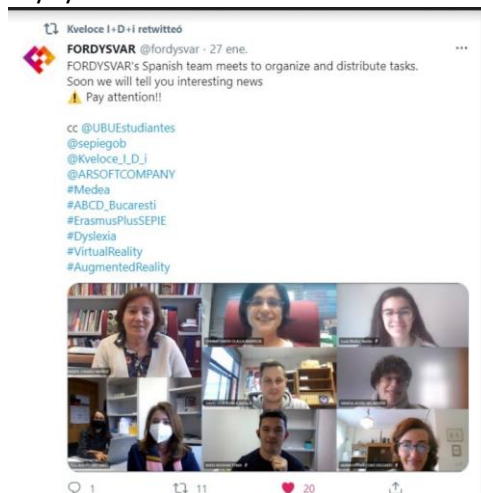 Kveloce I+D+i retwitteó
FORDYSVAR @fordysvar · 27 ene.
FORDYSVAR's Spanish team meets to organize and distribute tasks.
Soon we will tell you interesting news
⚠ Pay attention!!
cc @UBUEstudiantes
@sepiegob
@Kveloce_I_D_i
@ARSOFTCOMPANY
#Medea
#ABCD_Bucaresti
#ErasmusPlusSEPIE
#Dyslexia
#VirtualReality
#AugmentedReality
1 11 20